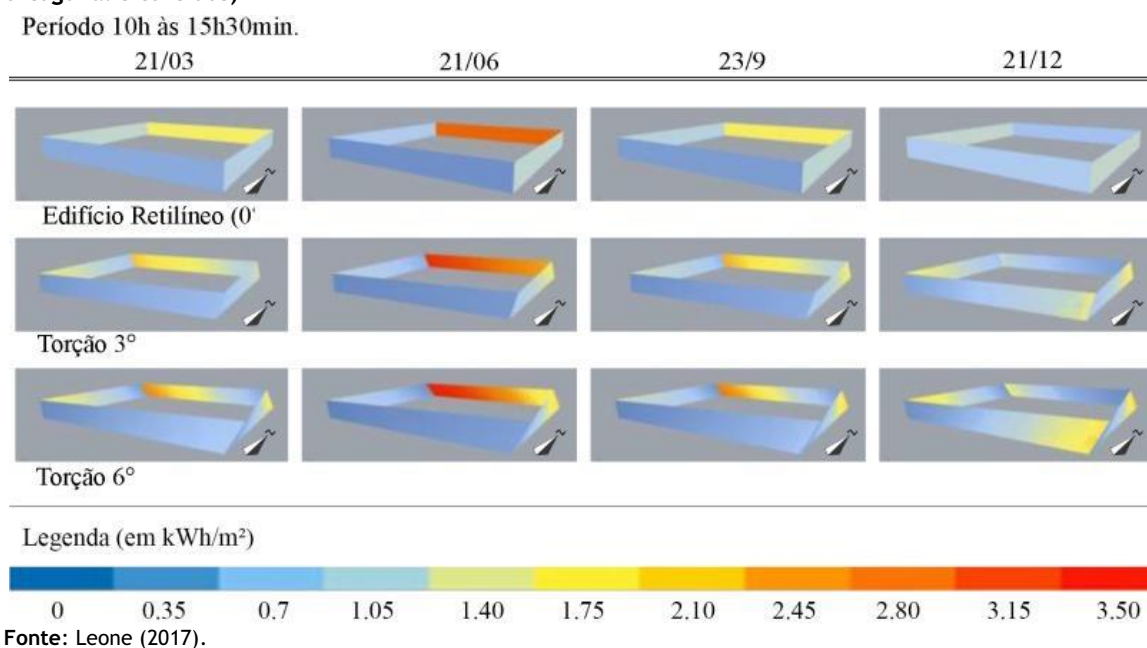 Período 10h às 15h30min.
21/03 21/06 23/9 21/12
Edifício Retilíneo (0
Torção 3°
Torção 6°
Legenda (em kWh/m²)
0 0.35 0.7 1.05 1.40 1.75 2.10 2.45 2.80 3.15 3.50
Fonte: Leone (2017).